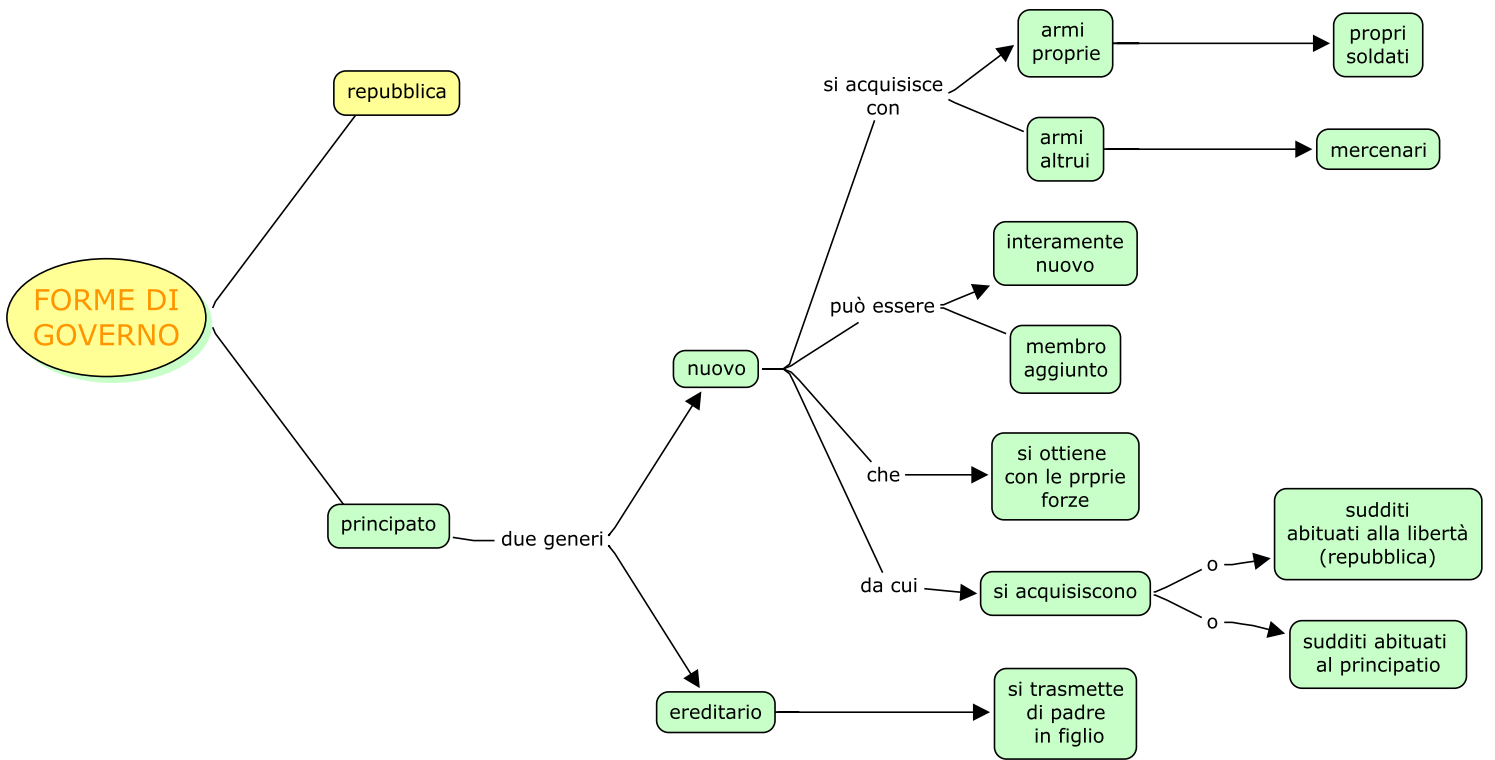 FORME DI
GOVERNO
repubblica
principato
due generi
nuovo
si acquisisce
con
armi
proprie
propri
soldati
armi
altrui
mercenari
può essere
interamente
nuovo
membro
aggiunto
che
si ottiene
con le prprie
forze
da cui
si acquisiscono
o
sudditi
abituati alla libertà
(repubblica)
o
sudditi abituati
al principatio
ereditario
si trasmette
di padre
in figlio